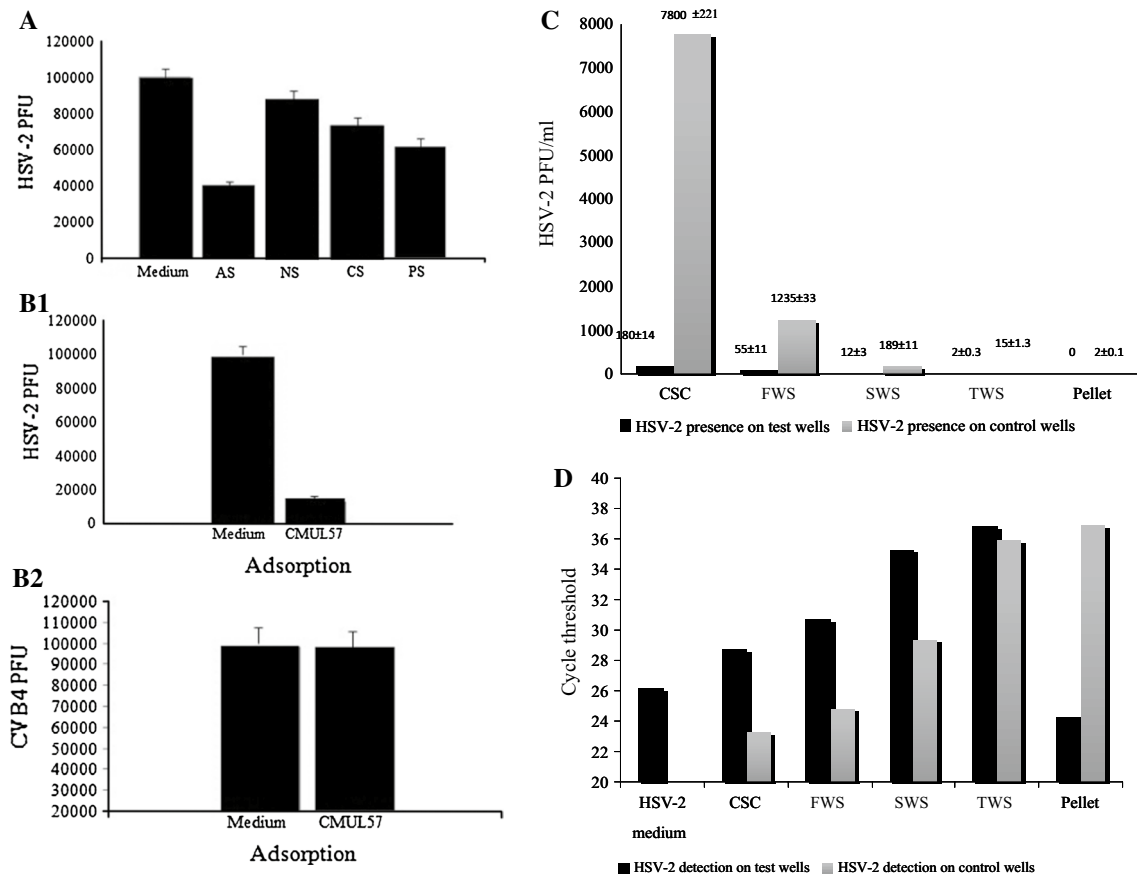 A
120000
100000
80000
60000
40000
20000
0
HSV-2 PFU
Medium AS NS CS PS
B1
120000
100000
80000
60000
40000
20000
0
HSV-2 PFU
Medium CMUL57
Adsorption
B2
120000
110000
100000
90000
80000
70000
60000
50000
40000
30000
20000
CVB4 PFU
Medium CMUL57
Adsorption
C
8000
7000
6000
5000
4000
3000
2000
1000
0
HSV-2 PFU/ml
7800 ±221
180±14
1235±33
55±11
12±3
189±11
2±0.3
15±1.3
0
2±0.1
CSC FWS SWS TWS Pellet
HSV-2 presence on test wells HSV-2 presence on control wells
D
40
38
36
34
32
30
28
26
24
22
20
Cycle threshold
HSV-2 medium CSC FWS SWS TWS Pellet
HSV-2 detection on test wells HSV-2 detection on control wells